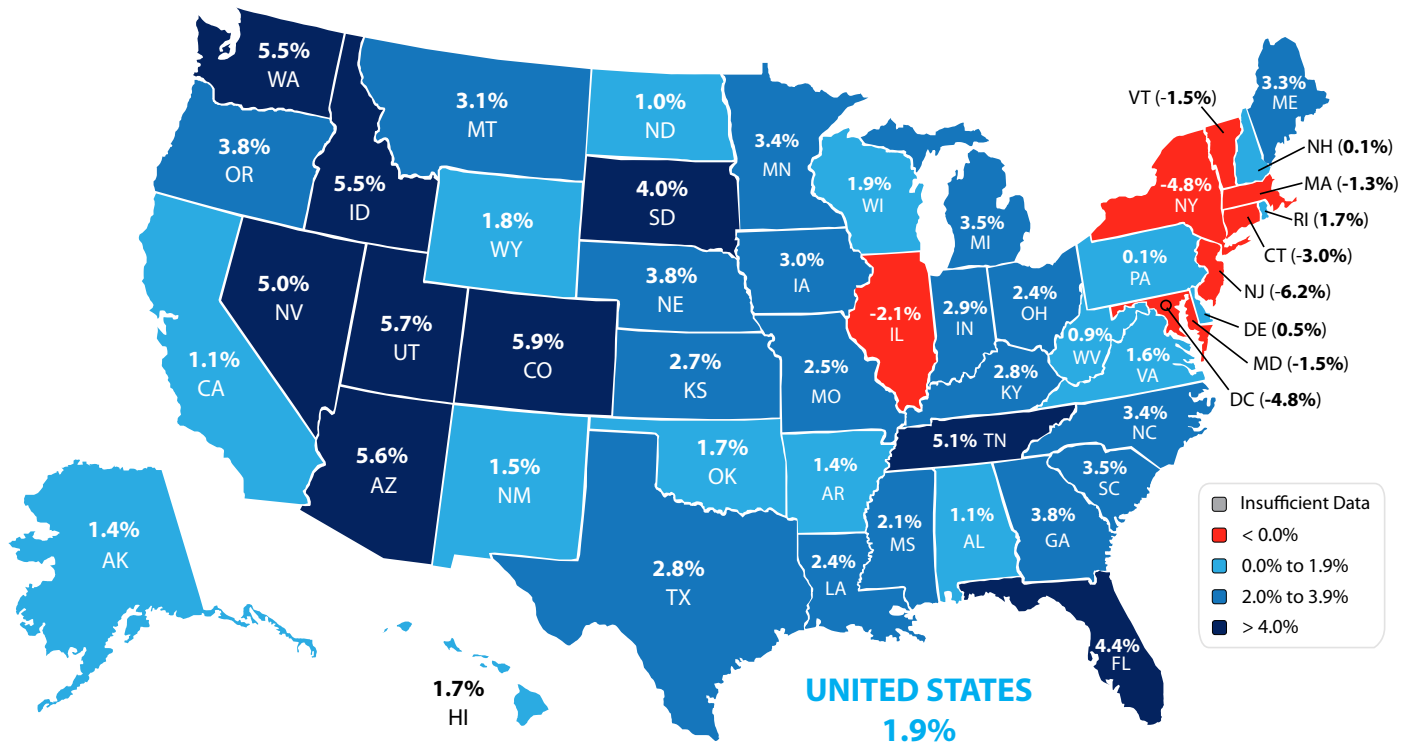 5.5%
WA
3.8%
OR
1.1%
CA
5.0%
NV
5.5%
ID
3.1%
MT
1.8%
WY
5.7%
UT
5.9%
CO
5.6%
AZ
1.5%
NM
1.0%
ND
4.0%
SD
3.8%
NE
2.7%
KS
1.7%
OK
2.8%
TX
3.4%
MN
3.0%
IA
2.5%
MO
1.4%
AR
2.4%
LA
1.9%
WI
-2.1%
IL
3.5%
MI
2.9%
IN
2.4%
OH
2.8%
KY
5.1% TN
2.1%
MS
1.1%
AL
3.8%
GA
4.4%
FL
3.5%
SC
3.4%
NC
1.6%
VA
0.9%
WV
0.1%
PA
-4.8%
NY
3.3%
ME
VT (-1.5%)
NH (0.1%)
MA (-1.3%)
RI (1.7%)
CT (-3.0%)
NJ (-6.2%)
DE (0.5%)
MD (-1.5%)
DC (-4.8%)
1.4%
AK
1.7%
HI
Insufficient Data
< 0.0%
0.0% to 1.9%
2.0% to 3.9%
> 4.0%
UNITED STATES
1.9%